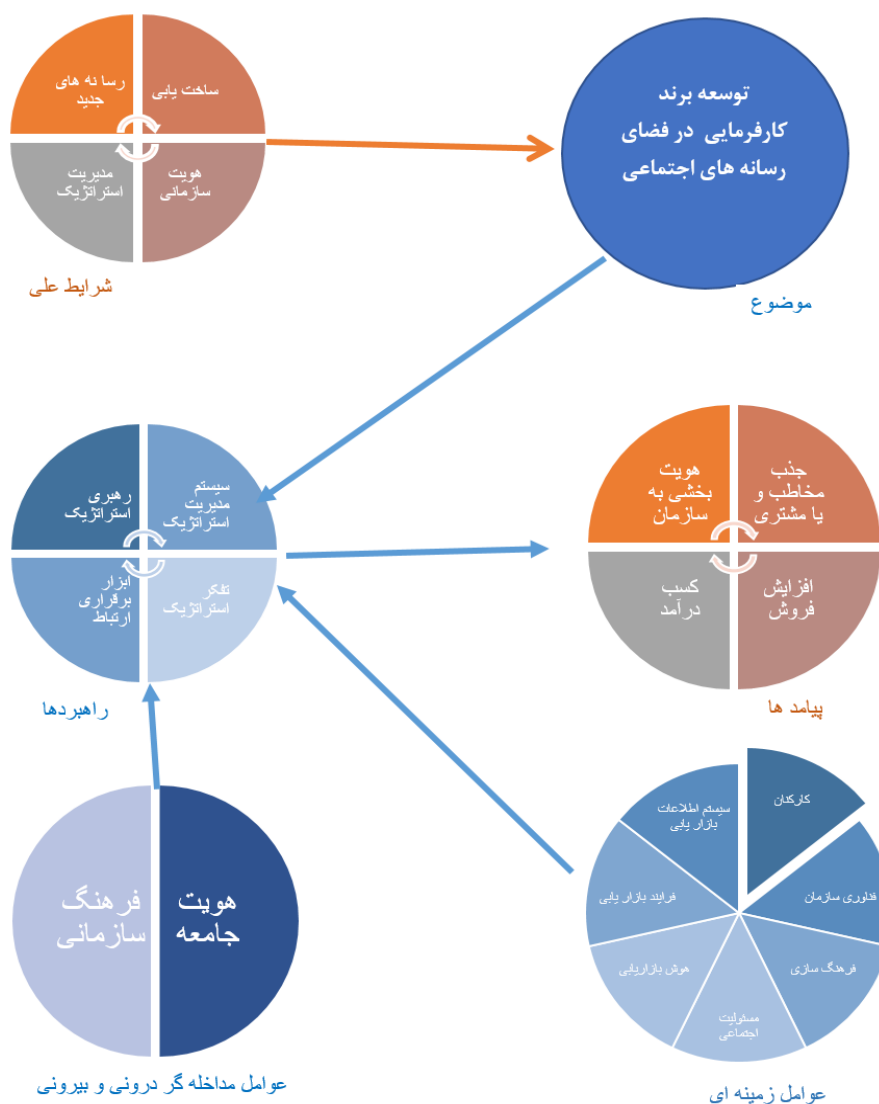 رسانه های
جدید
ساخت یابی
مدیریت
استراتژیک
هویت
سازمانی
شرایط علی
توسعه برند
کارفرمایی در فضای
رسانه های اجتماعی
موضوع
رهبری
استراتژیک
سیستم
مدیریت
استراتژیک
ابزار
برقراری
ارتباط
تفکر
استراتژیک
راهبردها
هویت
بخشی به
سازمان
جذب
مخاطب و
یا مشتری
کسب
درآمد
افزایش
فروش
پیامد ها
فرهنگ
سازمانی
هویت
جامعه
عوامل مداخله گر درونی و بیرونی
کارکنان
فناوری سازمان
فرهنگ سازی
مسئولیت
اجتماعی
هوش بازاریابی
فرایند بازار یابی
سیستم اطلاعات
بازار یابی
عوامل زمینه ای